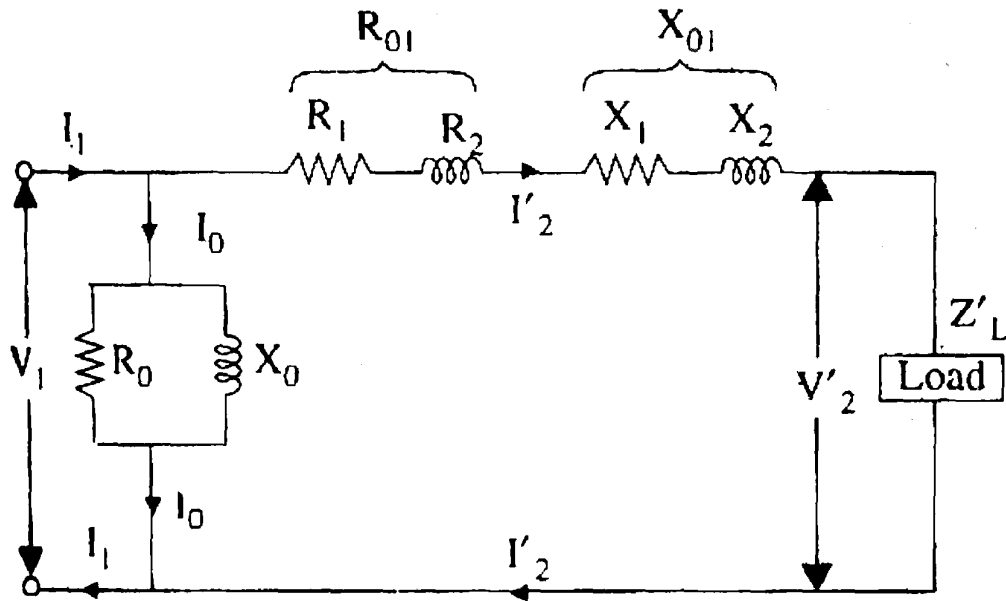 R₀₁ X₀₁
R₁ R₂ X₁ X₂
I₁
I'₂
I₀
Z'L
V₁ R₀ X₀ V'₂ Load
I₀
I₁ I'₂